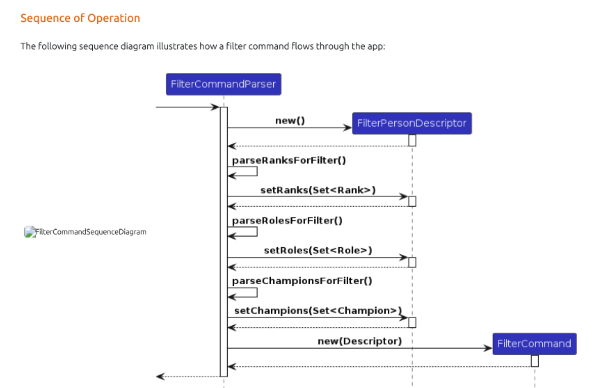 Sequence of Operation
The following sequence diagram illustrates how a filter command flows through the app:
FilterCommandParser
new()
FilterPersonDescriptor
parseRanksForFilter()
setRanks(Set<Rank>)
parseRolesForFilter()
FilterCommandSequenceDiagram
setRoles(Set<Role>)
parseChampionsForFilter()
setChampions(Set<Champion>)
new(Descriptor)
FilterCommand